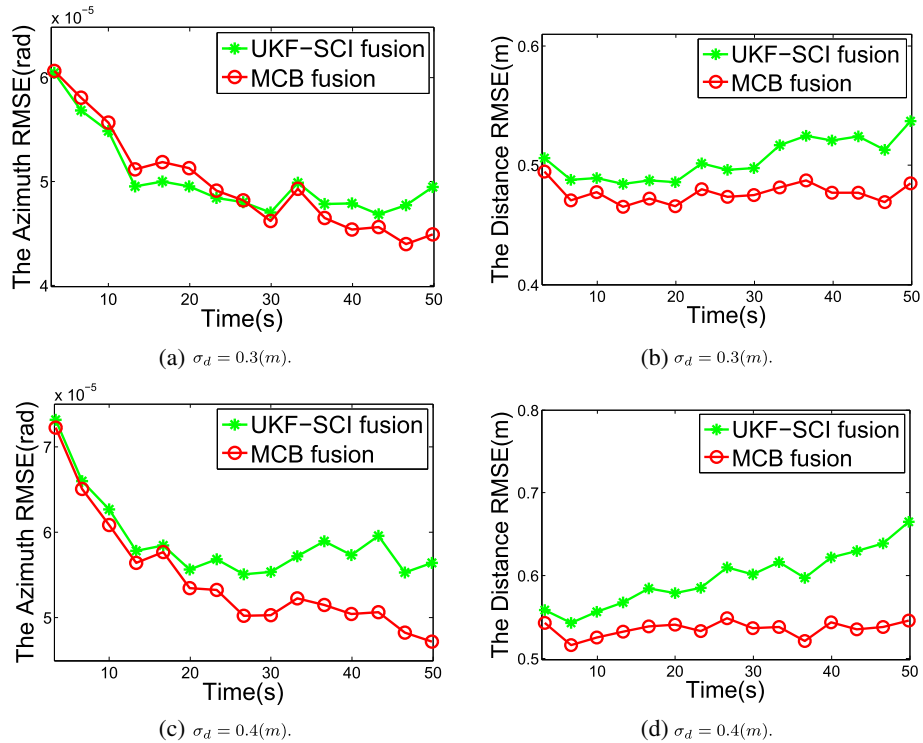 x 10⁻⁵
The Azimuth RMSE(rad)
6
5
4
UKF−SCI fusion
MCB fusion
10 20 30 40 50
Time(s)
(a) σ_d = 0.3(m).
The Distance RMSE(m)
0.6
0.5
0.4
UKF−SCI fusion
MCB fusion
10 20 30 40 50
Time(s)
(b) σ_d = 0.3(m).
x 10⁻⁵
The Azimuth RMSE(rad)
7
6
5
UKF−SCI fusion
MCB fusion
10 20 30 40 50
Time(s)
(c) σ_d = 0.4(m).
The Distance RMSE(m)
0.8
0.7
0.6
0.5
UKF−SCI fusion
MCB fusion
10 20 30 40 50
Time(s)
(d) σ_d = 0.4(m).